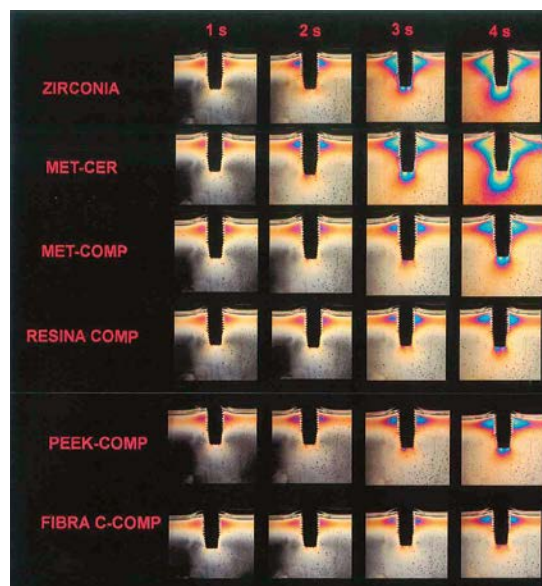 1 s 2 s 3 s 4 s
ZIRCONIA
MET-CER
MET-COMP
RESINA COMP
PEEK-COMP
FIBRA C-COMP